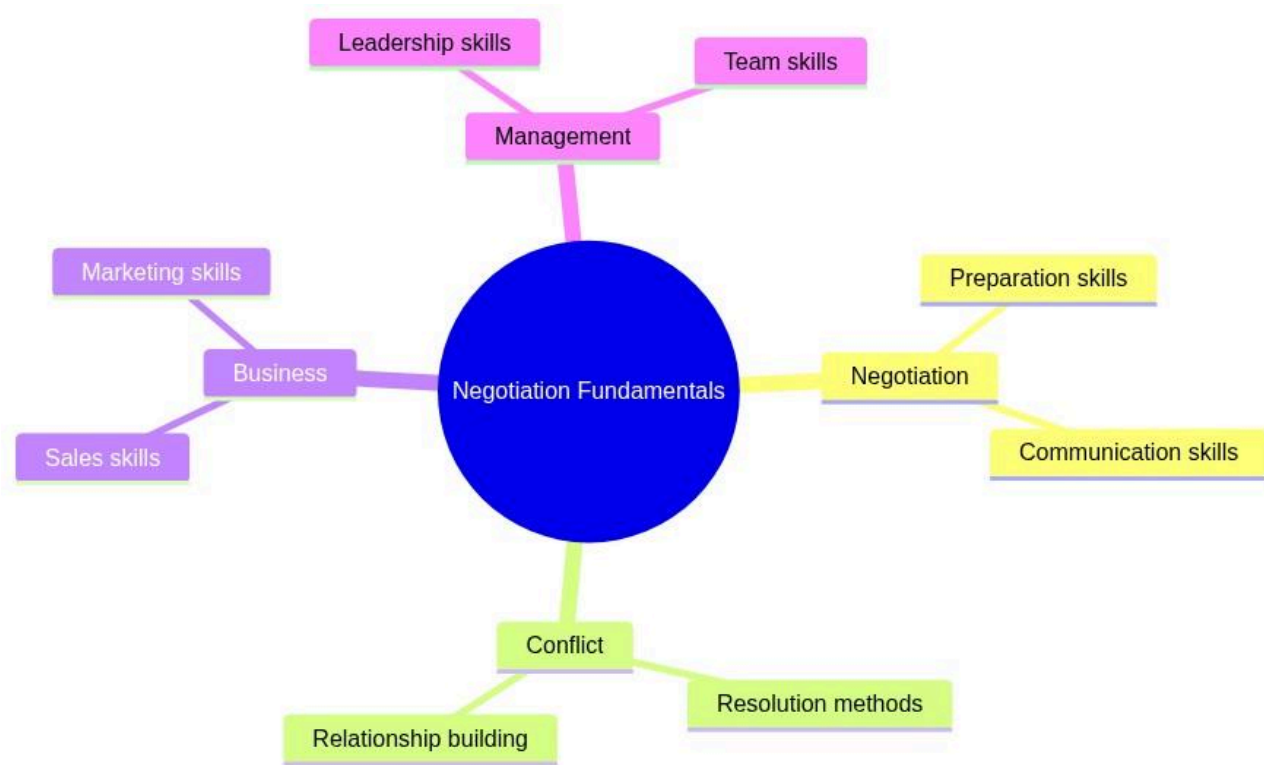 Leadership skills
Team skills
Management
Marketing skills
Preparation skills
Business
Negotiation Fundamentals
Negotiation
Sales skills
Communication skills
Conflict
Resolution methods
Relationship building